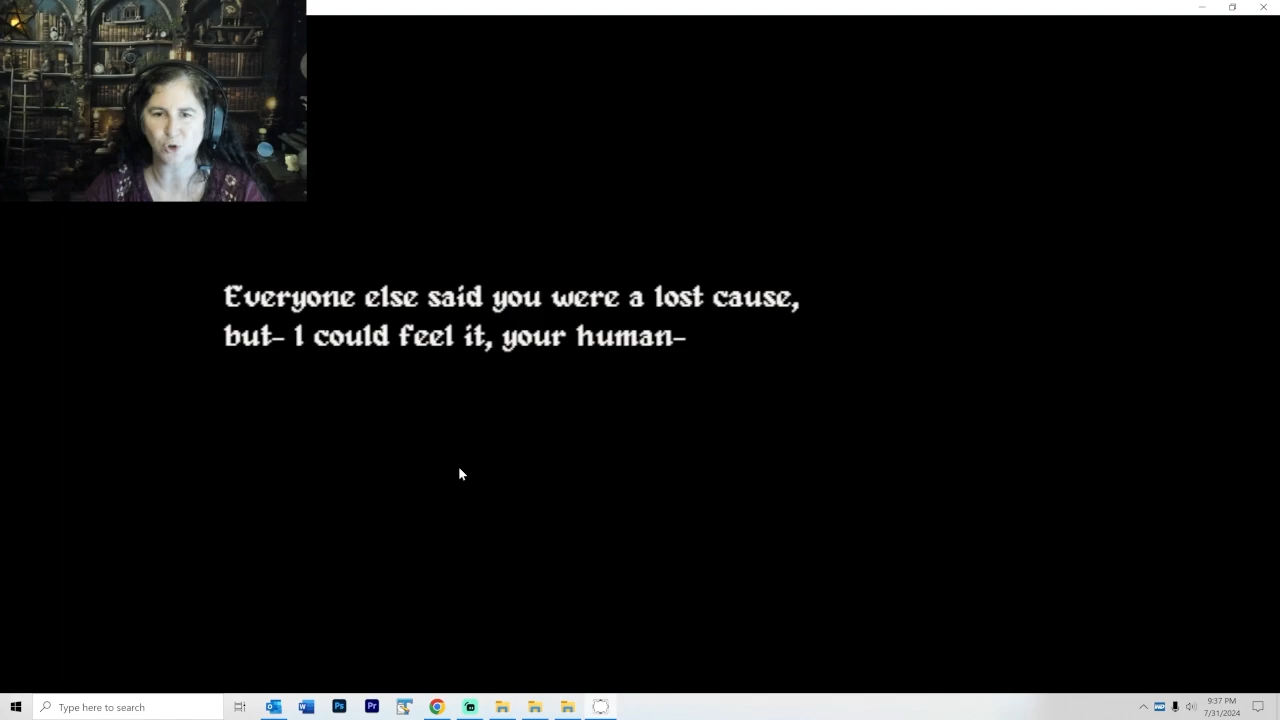 Everyone else said you were a lost cause,
but- I could feel it, your human-
Type here to search
9:37 PM
7/31/2024